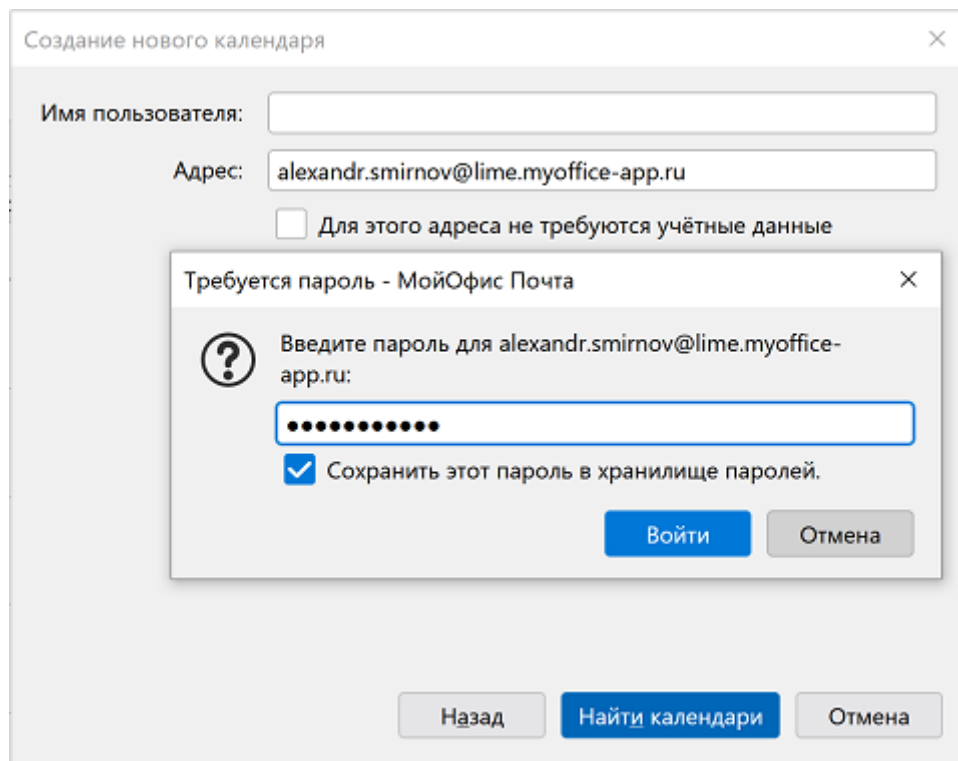 Создание нового календаря
Имя пользователя:
Адрес: alexandr.smirnov@lime.myoffice-app.ru
Для этого адреса не требуются учётные данные
Требуется пароль - МойОфис Почта
Введите пароль для alexandr.smirnov@lime.myoffice-
app.ru:
●●●●●●●●●●●
Сохранить этот пароль в хранилище паролей.
Войти Отмена
Назад Найти календари Отмена